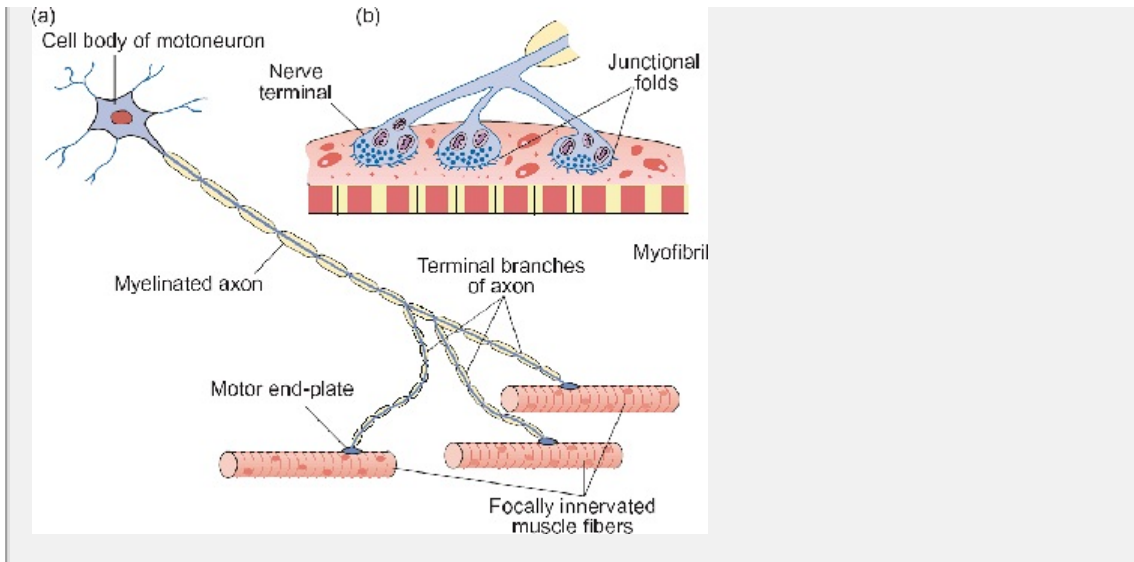 (a)
Cell body of motoneuron
(b)
Nerve
terminal
Junctional
folds
Myofibril
Myelinated axon
Terminal branches
of axon
Motor end-plate
Focally innervated
muscle fibers